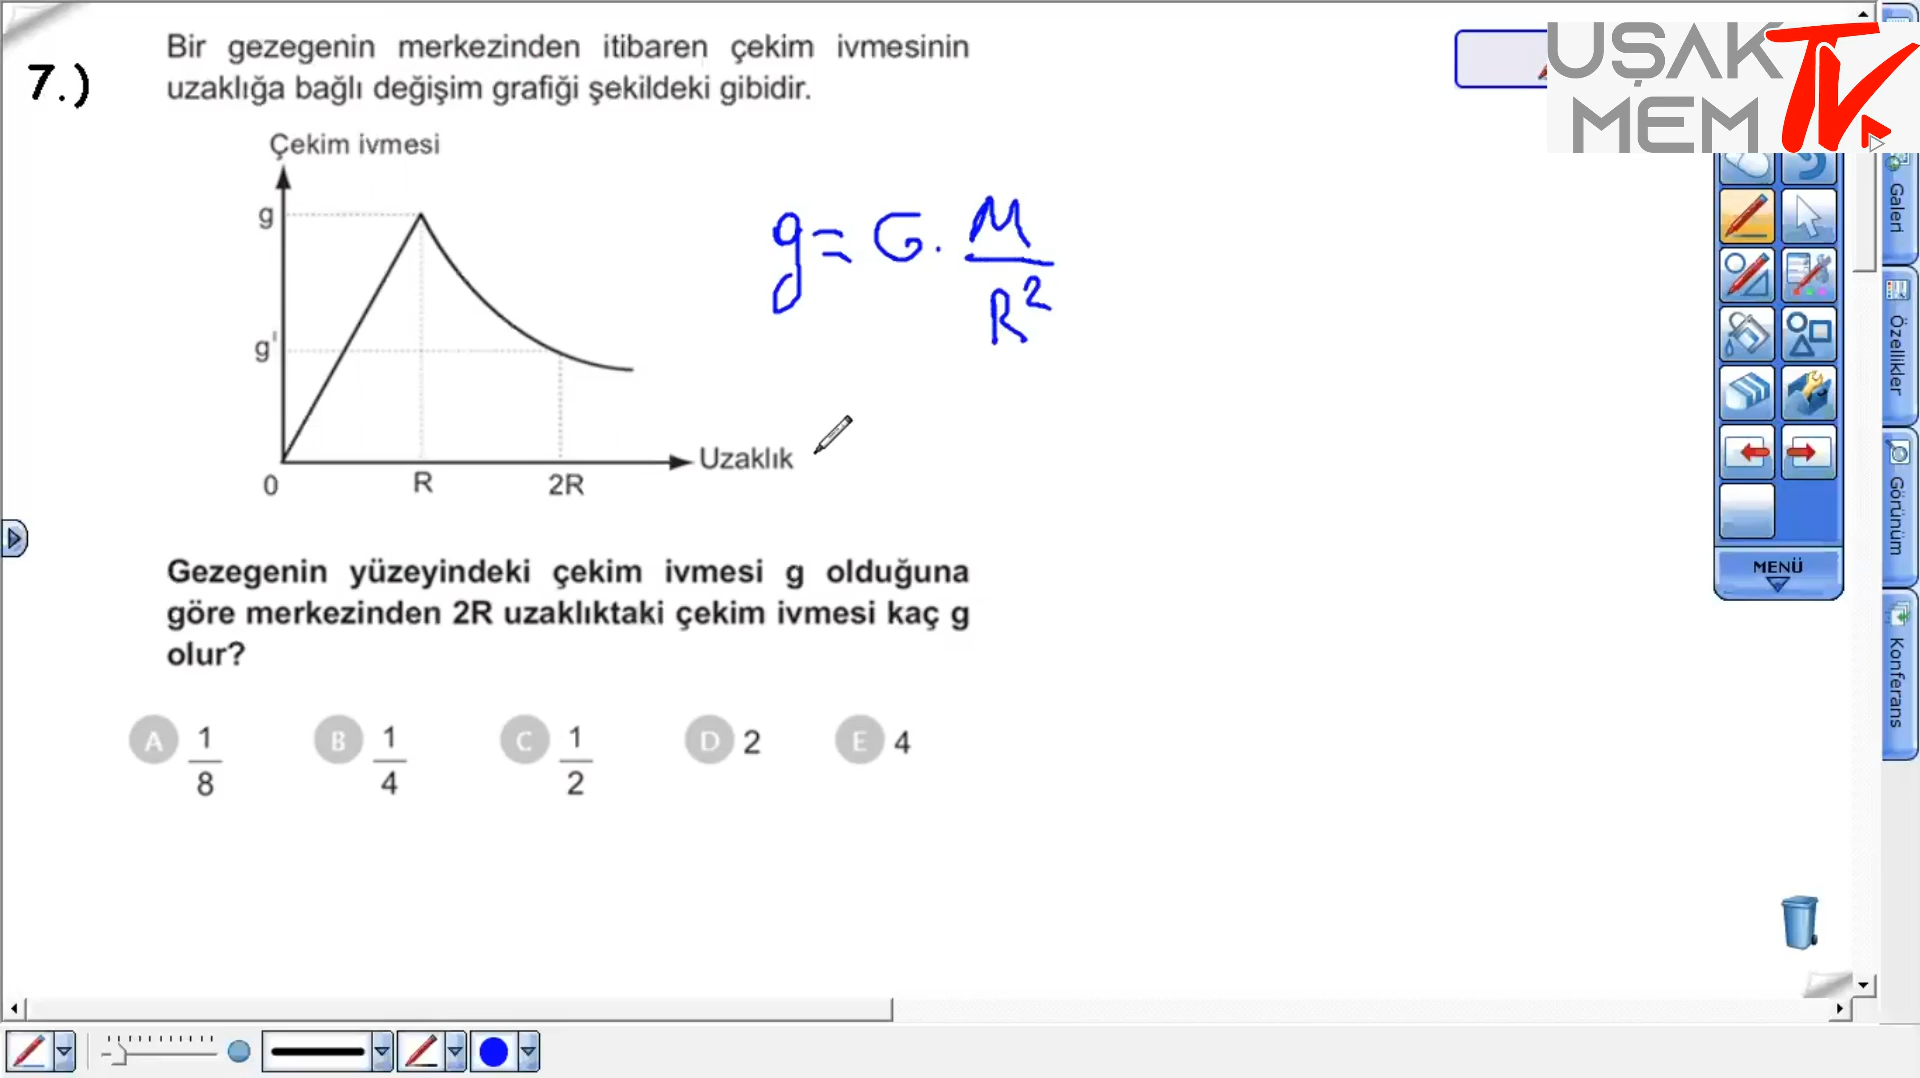 7.)
Bir gezegenin merkezinden itibaren çekim ivmesinin
uzaklığa bağlı değişim grafiği şekildeki gibidir.
Çekim ivmesi
g
g'
0
R
2R
Uzaklık
g = G . M / R²
Gezegenin yüzeyindeki çekim ivmesi g olduğuna
göre merkezinden 2R uzaklıktaki çekim ivmesi kaç g
olur?
A 1/8
B 1/4
C 1/2
D 2
E 4
UŞAK
MEM
TV
MENÜ
Galeri
Özellikler
Görünüm
Konferans